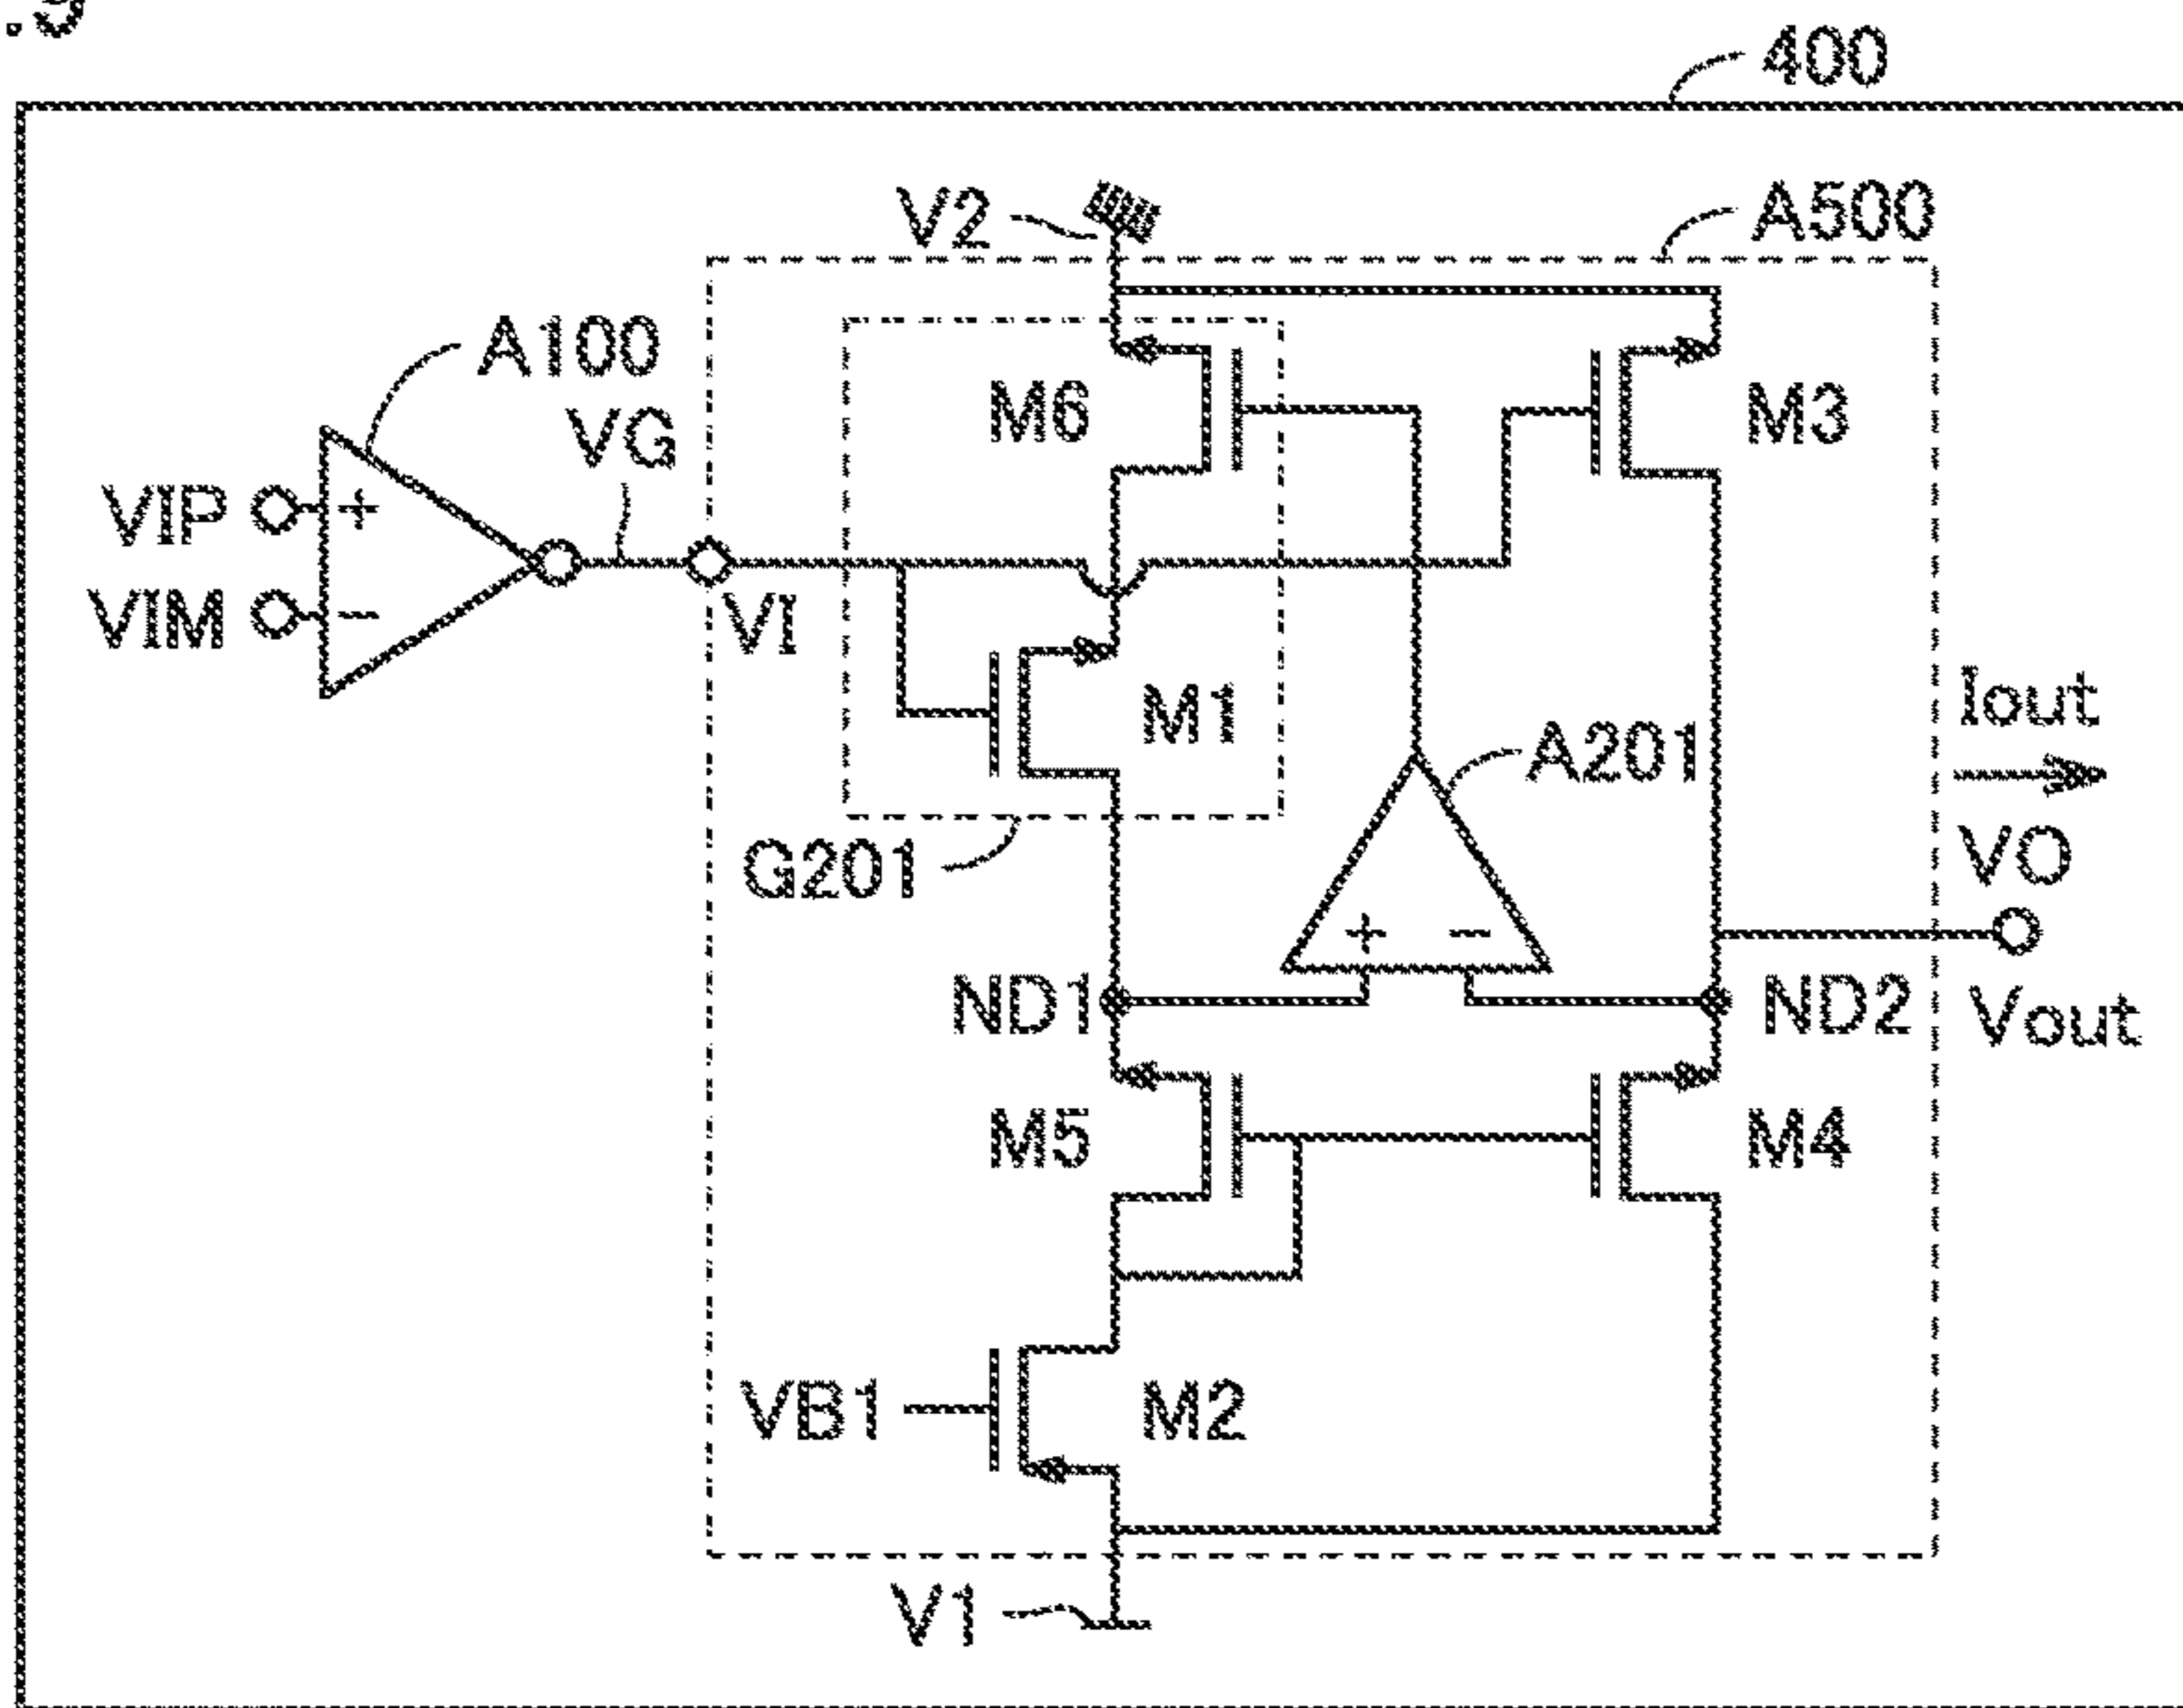 400
V2
A500
A100
VG
M6
M3
VIP
+
VIM
−
VI
M1
Iout
A201
G201
VO
+ −
ND1
ND2
Vout
M5
M4
VB1
M2
V1